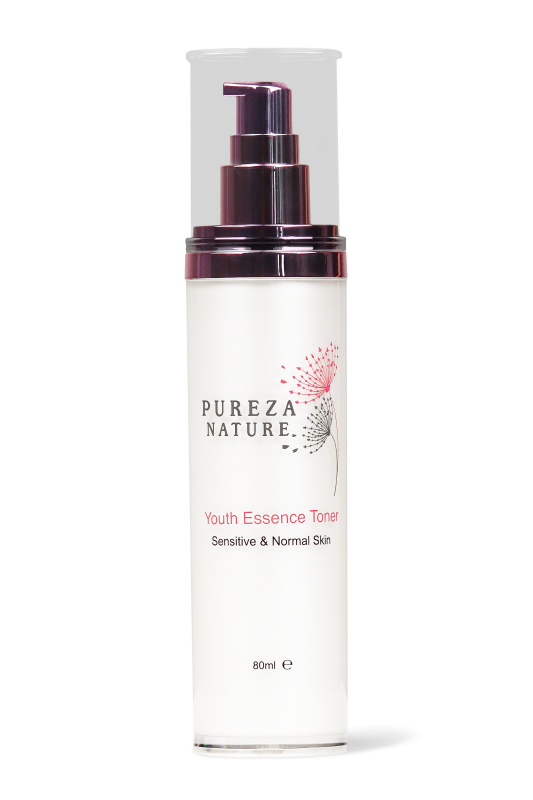 PUREZA
NATURE
Youth Essence Toner
Sensitive & Normal Skin
80ml ℮